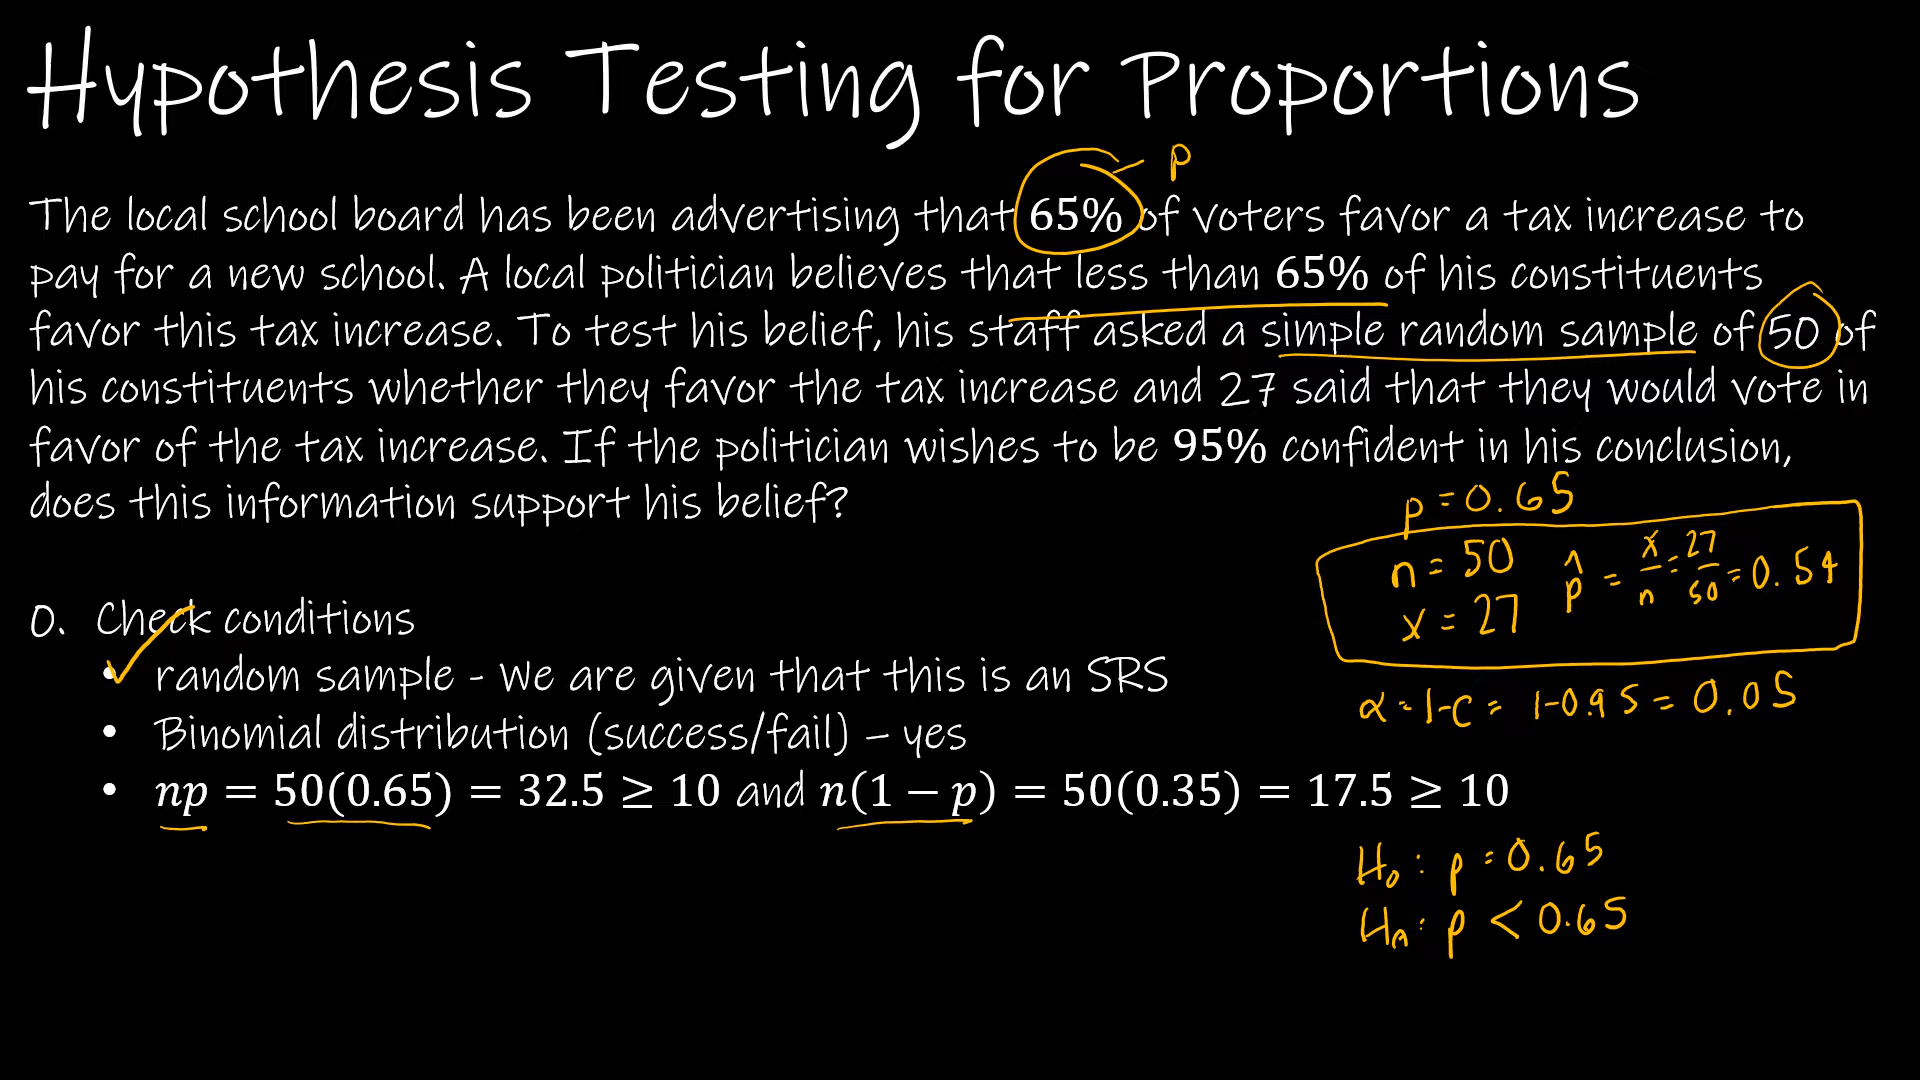 Hypothesis Testing for Proportions
p
The local school board has been advertising that 65% of voters favor a tax increase to
pay for a new school. A local politician believes that less than 65% of his constituents
favor this tax increase. To test his belief, his staff asked a simple random sample of 50 of
his constituents whether they favor the tax increase and 27 said that they would vote in
favor of the tax increase. If the politician wishes to be 95% confident in his conclusion,
does this information support his belief?
p = 0.65
n = 50 p̂ = x/n = 27/50 = 0.54
x = 27
0. Check conditions
• random sample - We are given that this is an SRS
α = 1-C = 1-0.95 = 0.05
• Binomial distribution (success/fail) – yes
• np = 50(0.65) = 32.5 ≥ 10 and n(1 − p) = 50(0.35) = 17.5 ≥ 10
H₀: p = 0.65
Hₐ: p < 0.65